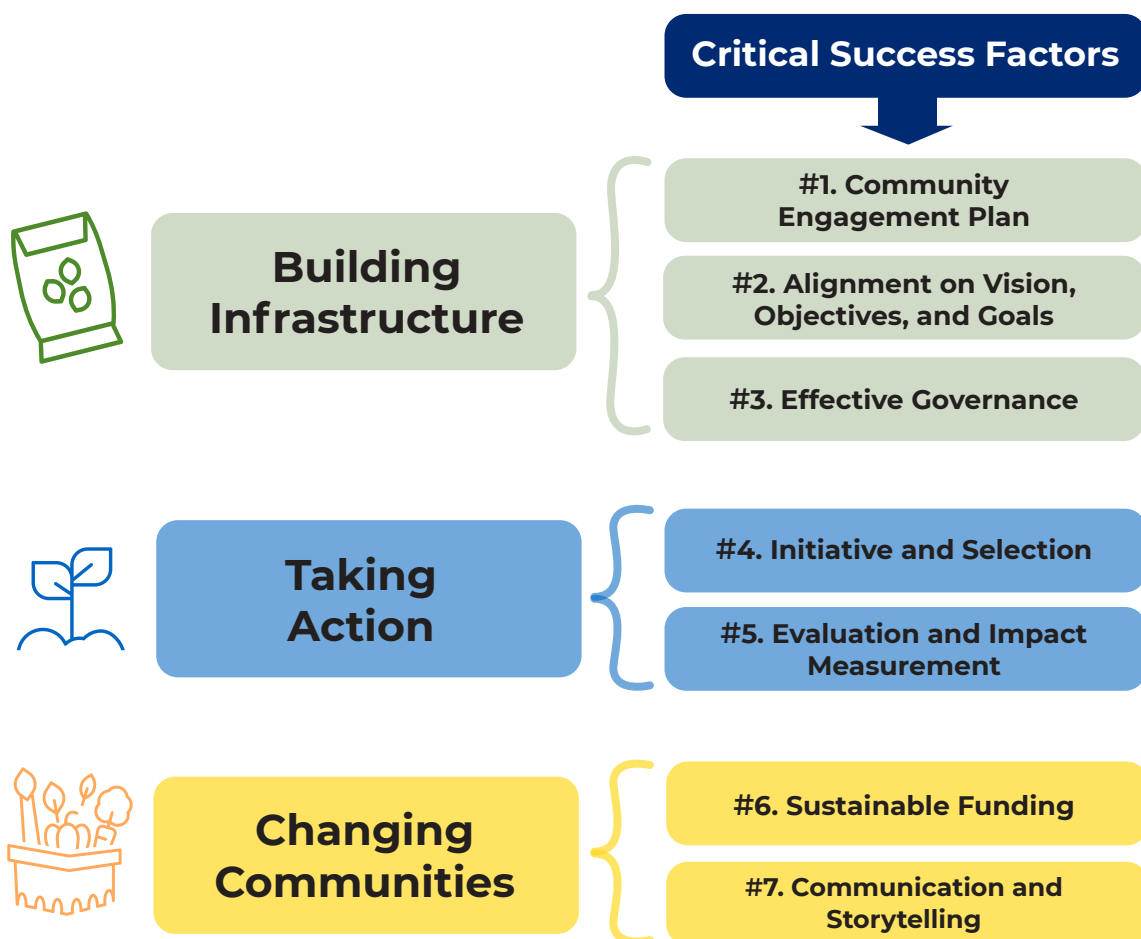 Critical Success Factors
Building
Infrastructure
#1. Community
Engagement Plan
#2. Alignment on Vision,
Objectives, and Goals
#3. Effective Governance
Taking
Action
#4. Initiative and Selection
#5. Evaluation and Impact
Measurement
Changing
Communities
#6. Sustainable Funding
#7. Communication and
Storytelling